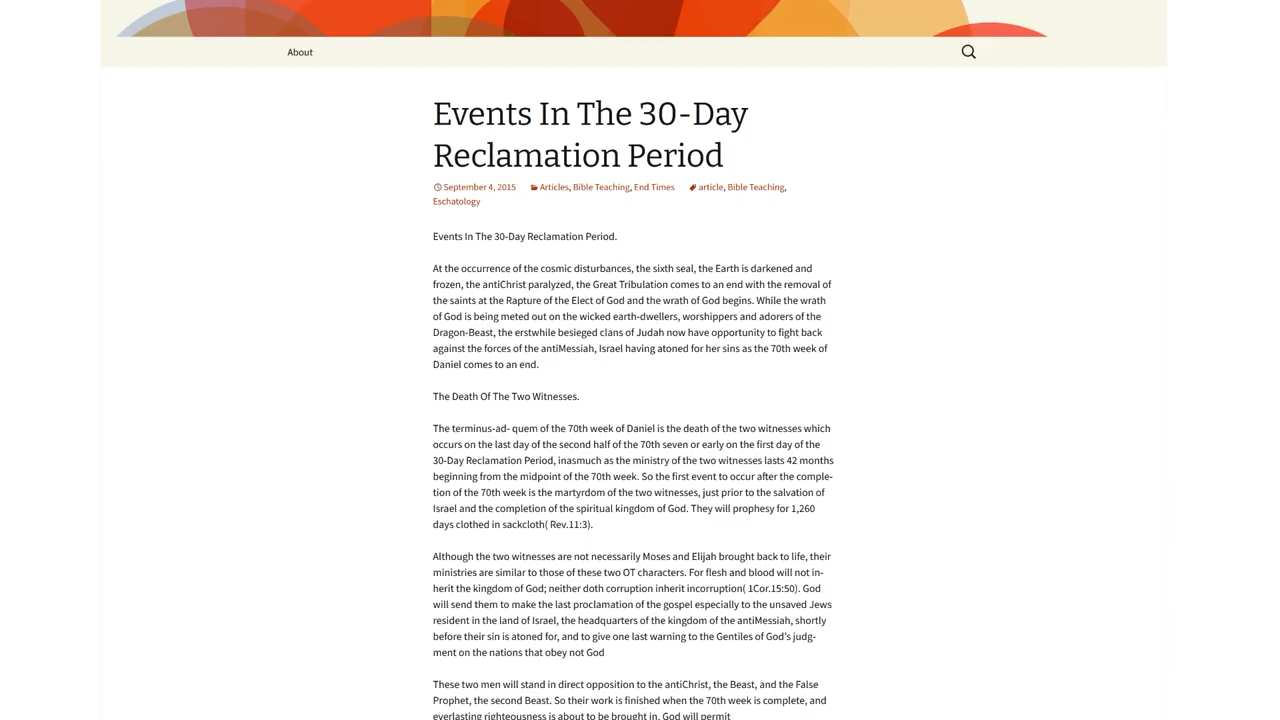 About
Events In The 30-Day
Reclamation Period
September 4, 2015 Articles, Bible Teaching, End Times article, Bible Teaching,
Eschatology
Events In The 30-Day Reclamation Period.
At the occurrence of the cosmic disturbances, the sixth seal, the Earth is darkened and
frozen, the antiChrist paralyzed, the Great Tribulation comes to an end with the removal of
the saints at the Rapture of the Elect of God and the wrath of God begins. While the wrath
of God is being meted out on the wicked earth-dwellers, worshippers and adorers of the
Dragon-Beast, the erstwhile besieged clans of Judah now have opportunity to fight back
against the forces of the antiMessiah, Israel having atoned for her sins as the 70th week of
Daniel comes to an end.
The Death Of The Two Witnesses.
The terminus-ad- quem of the 70th week of Daniel is the death of the two witnesses which
occurs on the last day of the second half of the 70th seven or early on the first day of the
30-Day Reclamation Period, inasmuch as the ministry of the two witnesses lasts 42 months
beginning from the midpoint of the 70th week. So the first event to occur after the comple-
tion of the 70th week is the martyrdom of the two witnesses, just prior to the salvation of
Israel and the completion of the spiritual kingdom of God. They will prophesy for 1,260
days clothed in sackcloth( Rev.11:3).
Although the two witnesses are not necessarily Moses and Elijah brought back to life, their
ministries are similar to those of these two OT characters. For flesh and blood will not in-
herit the kingdom of God; neither doth corruption inherit incorruption( 1Cor.15:50). God
will send them to make the last proclamation of the gospel especially to the unsaved Jews
resident in the land of Israel, the headquarters of the kingdom of the antiMessiah, shortly
before their sin is atoned for, and to give one last warning to the Gentiles of God's judg-
ment on the nations that obey not God
These two men will stand in direct opposition to the antiChrist, the Beast, and the False
Prophet, the second Beast. So their work is finished when the 70th week is complete, and
everlasting righteousness is about to be brought in. God will permit